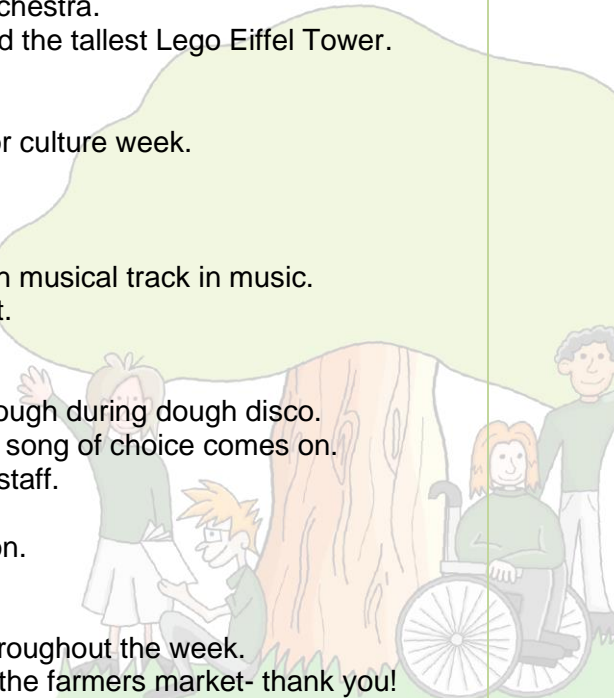 chestra.
d the tallest Lego Eiffel Tower.
or culture week.
n musical track in music.
t.
ough during dough disco.
song of choice comes on.
staff.
on.
roughout the week.
the farmers market- thank you!